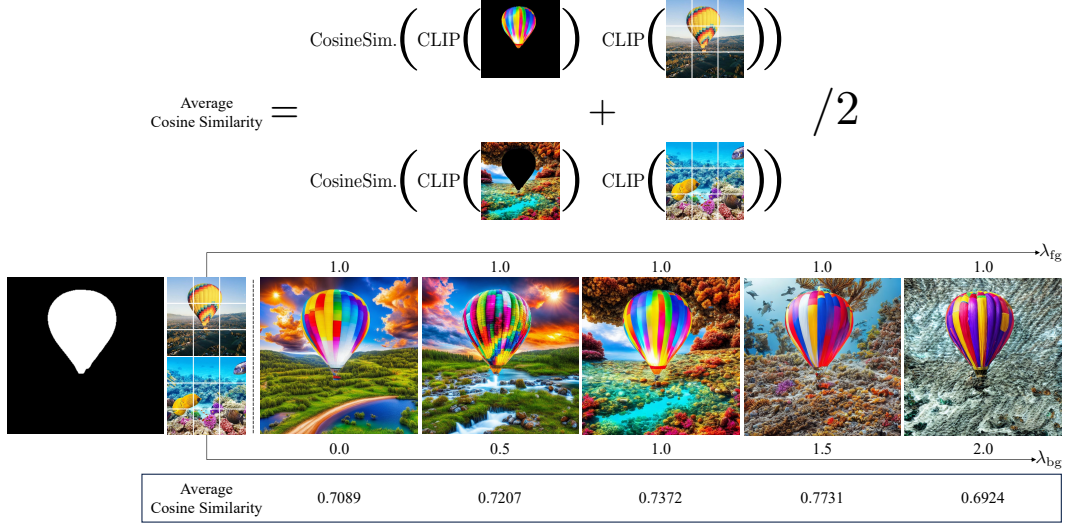 CosineSim.(CLIP( ) CLIP( ))
Average
Cosine Similarity = + /2
CosineSim.(CLIP( ) CLIP( ))
λfg
1.0 1.0 1.0 1.0 1.0
0.0 0.5 1.0 1.5 2.0
λbg
Average
Cosine Similarity 0.7089 0.7207 0.7372 0.7731 0.6924